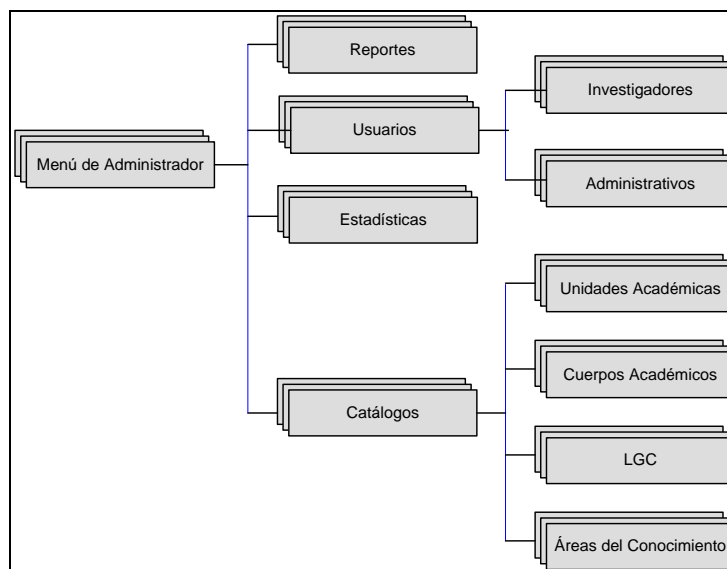 Menú de Administrador
Reportes
Usuarios
Investigadores
Administrativos
Estadísticas
Catálogos
Unidades Académicas
Cuerpos Académicos
LGC
Áreas del Conocimiento